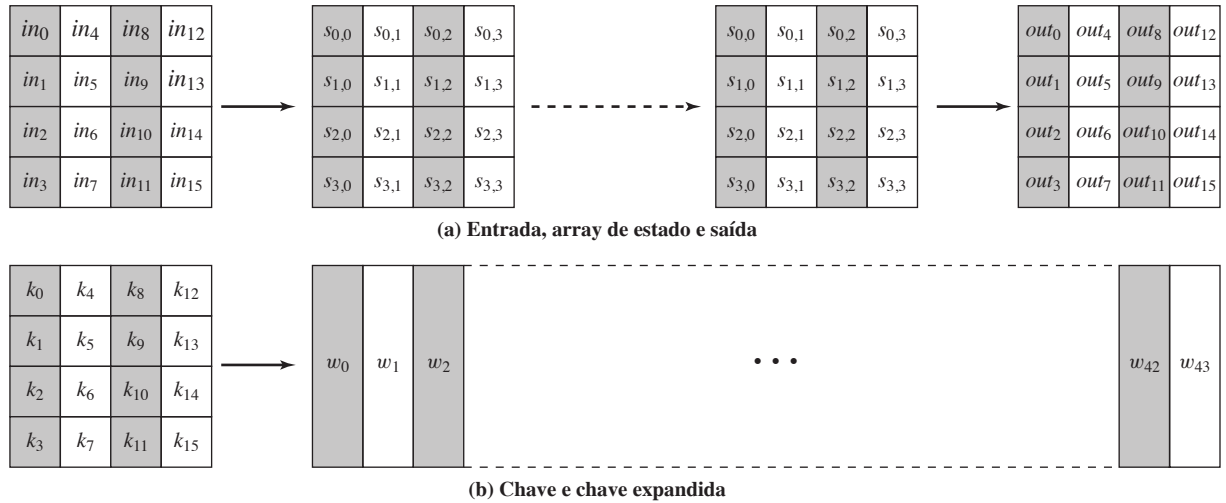 in₀ in₄ in₈ in₁₂ s₀,₀ s₀,₁ s₀,₂ s₀,₃ s₀,₀ s₀,₁ s₀,₂ s₀,₃ out₀ out₄ out₈ out₁₂
in₁ in₅ in₉ in₁₃ s₁,₀ s₁,₁ s₁,₂ s₁,₃ s₁,₀ s₁,₁ s₁,₂ s₁,₃ out₁ out₅ out₉ out₁₃
in₂ in₆ in₁₀ in₁₄ s₂,₀ s₂,₁ s₂,₂ s₂,₃ s₂,₀ s₂,₁ s₂,₂ s₂,₃ out₂ out₆ out₁₀ out₁₄
in₃ in₇ in₁₁ in₁₅ s₃,₀ s₃,₁ s₃,₂ s₃,₃ s₃,₀ s₃,₁ s₃,₂ s₃,₃ out₃ out₇ out₁₁ out₁₅
(a) Entrada, array de estado e saída
k₀ k₄ k₈ k₁₂
k₁ k₅ k₉ k₁₃
w₀ w₁ w₂ • • • w₄₂ w₄₃
k₂ k₆ k₁₀ k₁₄
k₃ k₇ k₁₁ k₁₅
(b) Chave e chave expandida